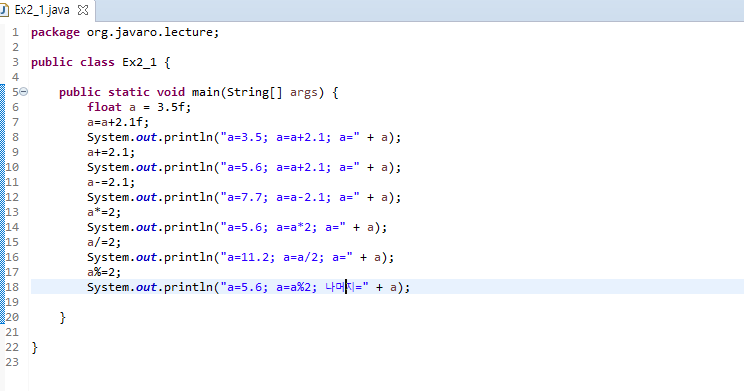 Ex2_1.java
1 package org.javaro.lecture;
2
3 public class Ex2_1 {
4
5     public static void main(String[] args) {
6         float a = 3.5f;
7         a=a+2.1f;
8         System.out.println("a=3.5; a=a+2.1; a=" + a);
9         a+=2.1;
10         System.out.println("a=5.6; a=a+2.1; a=" + a);
11         a-=2.1;
12         System.out.println("a=7.7; a=a-2.1; a=" + a);
13         a*=2;
14         System.out.println("a=5.6; a=a*2; a=" + a);
15         a/=2;
16         System.out.println("a=11.2; a=a/2; a=" + a);
17         a%=2;
18         System.out.println("a=5.6; a=a%2; 나머지=" + a);
19
20     }
21
22 }
23